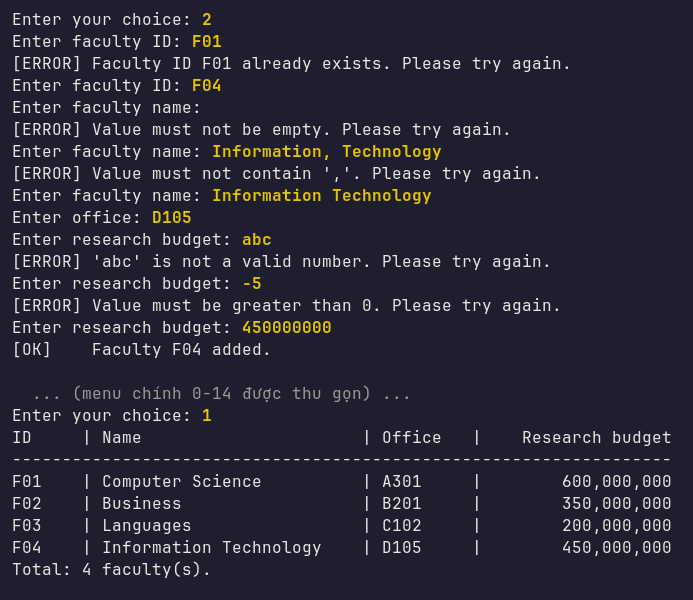 Enter your choice: 2
Enter faculty ID: F01
[ERROR] Faculty ID F01 already exists. Please try again.
Enter faculty ID: F04
Enter faculty name:
[ERROR] Value must not be empty. Please try again.
Enter faculty name: Information, Technology
[ERROR] Value must not contain ','. Please try again.
Enter faculty name: Information Technology
Enter office: D105
Enter research budget: abc
[ERROR] 'abc' is not a valid number. Please try again.
Enter research budget: -5
[ERROR] Value must be greater than 0. Please try again.
Enter research budget: 450000000
[OK]    Faculty F04 added.
  ... (menu chính 0-14 được thu gọn) ...
Enter your choice: 1
ID     | Name                      | Office   |    Research budget
------------------------------------------------------------------
F01    | Computer Science          | A301     |        600,000,000
F02    | Business                  | B201     |        350,000,000
F03    | Languages                 | C102     |        200,000,000
F04    | Information Technology    | D105     |        450,000,000
Total: 4 faculty(s).